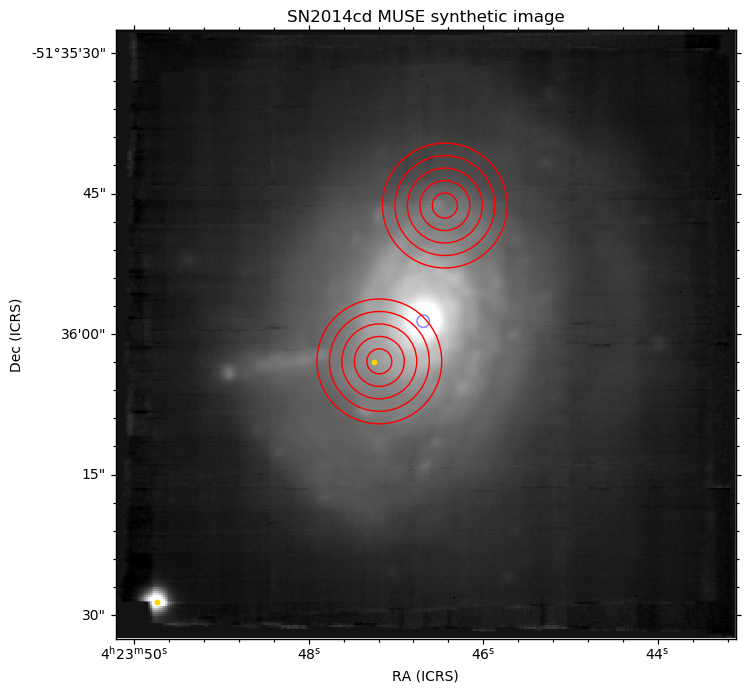 SN2014cd MUSE synthetic image
-51°35'30"
45"
36'00"
15"
30"
Dec (ICRS)
4ʰ23ᵐ50ˢ
48ˢ
46ˢ
44ˢ
RA (ICRS)